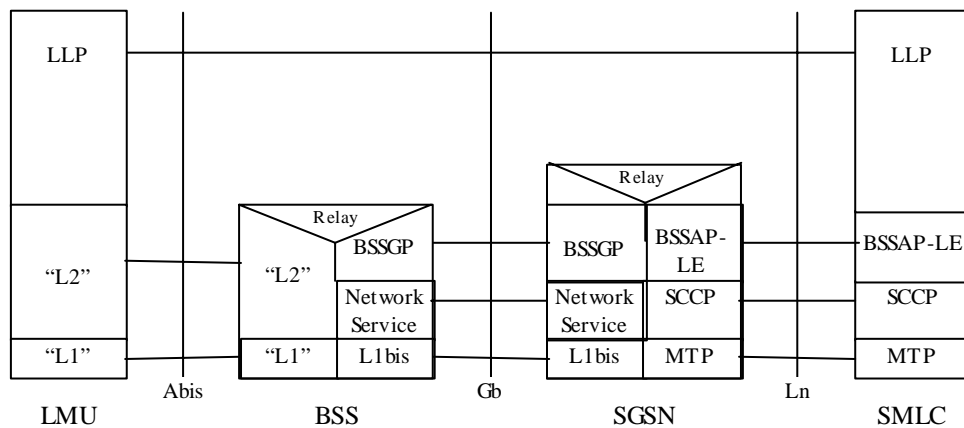 LLP
LLP
Relay
Relay
BSSGP
BSSGP
BSSAP-
LE
BSSAP-LE
“L2”
“L2”
Network
Service
Network
Service
SCCP
SCCP
“L1”
“L1”
L1bis
L1bis
MTP
MTP
Abis
Gb
Ln
LMU
BSS
SGSN
SMLC